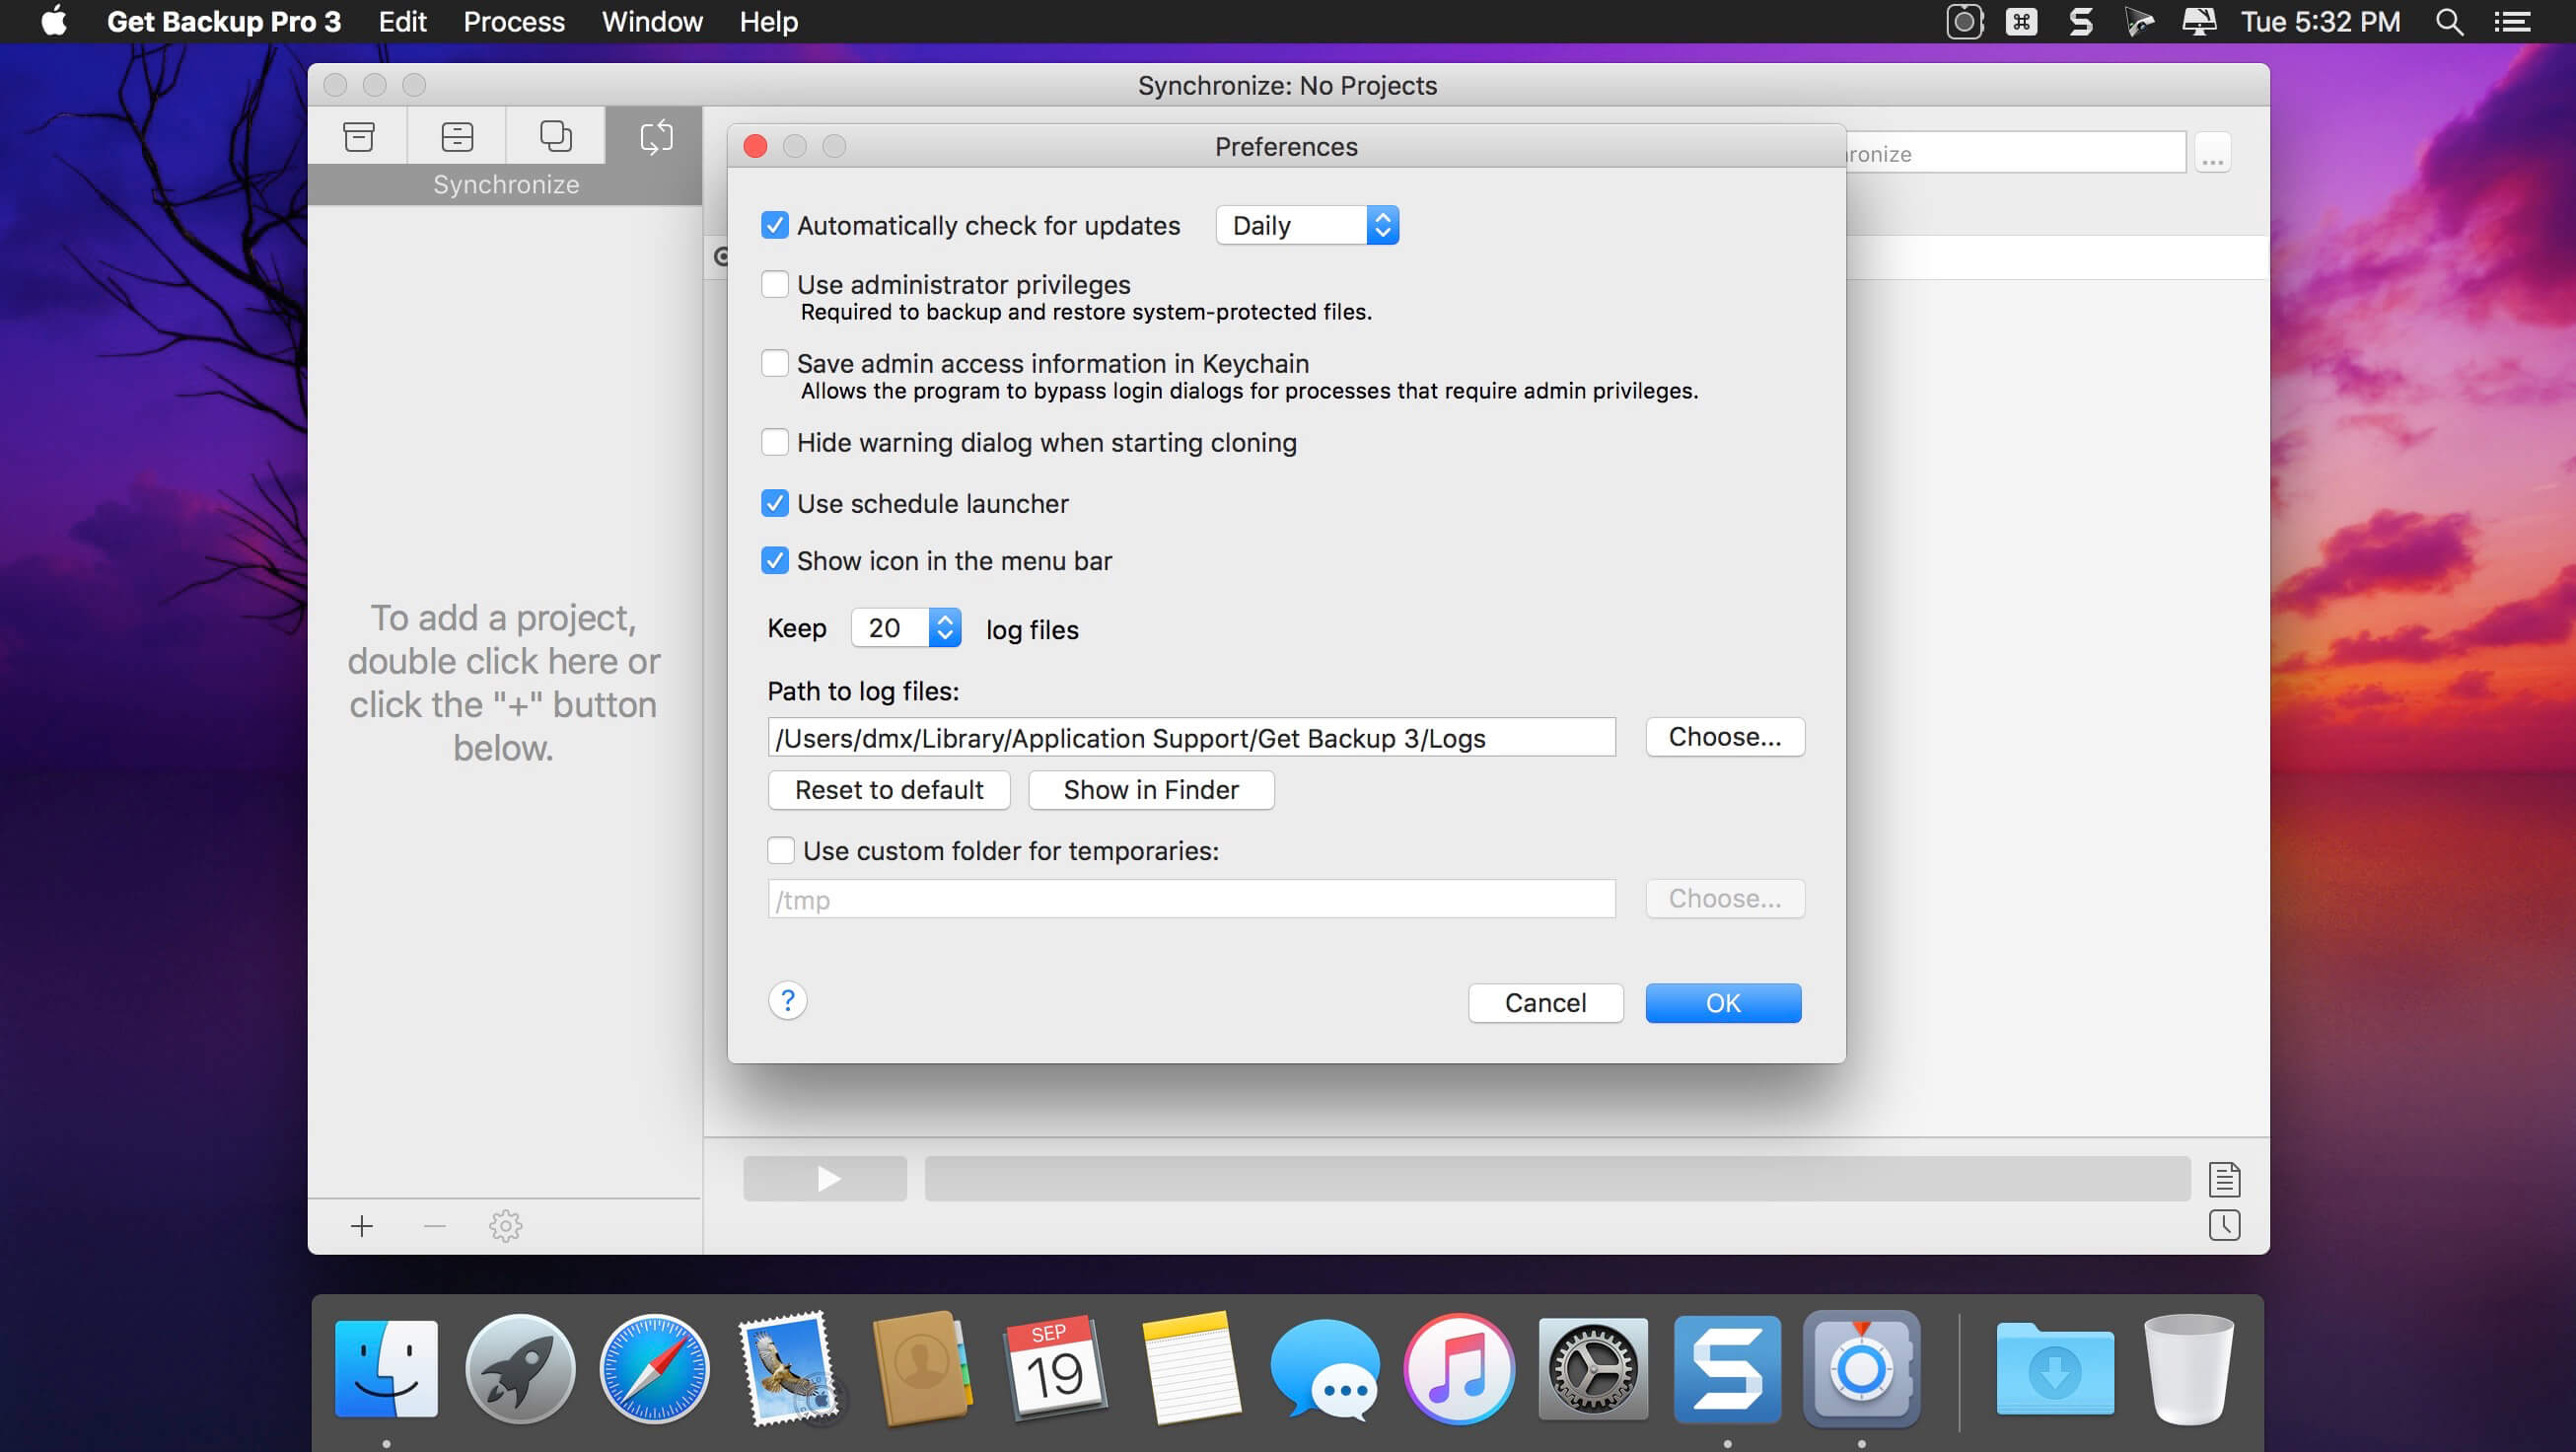 Get Backup Pro 3 Edit Process Window Help Tue 5:32 PM
Synchronize: No Projects
Synchronize
To add a project,
double click here or
click the "+" button
below.
Preferences
ronize
...
Automatically check for updates Daily
Use administrator privileges
Required to backup and restore system-protected files.
Save admin access information in Keychain
Allows the program to bypass login dialogs for processes that require admin privileges.
Hide warning dialog when starting cloning
Use schedule launcher
Show icon in the menu bar
Keep 20 log files
Path to log files:
/Users/dmx/Library/Application Support/Get Backup 3/Logs Choose...
Reset to default Show in Finder
Use custom folder for temporaries:
/tmp Choose...
? Cancel OK
SEP
19